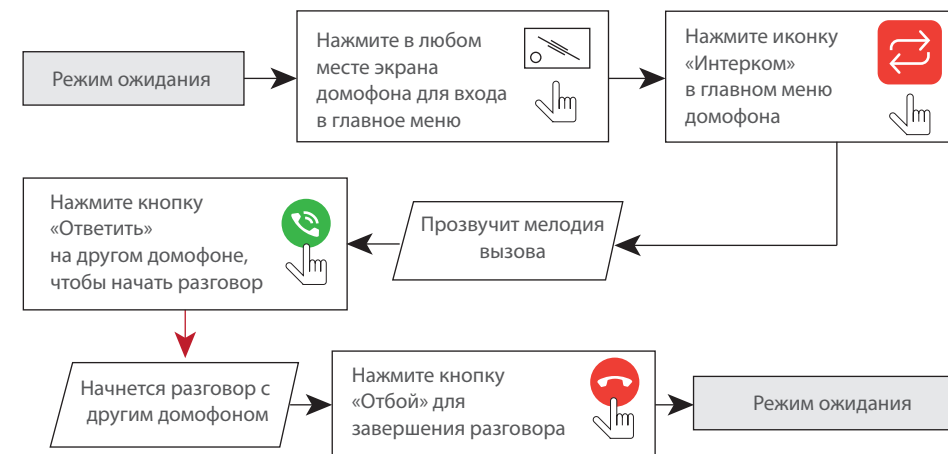 Режим ожидания
Нажмите в любом
месте экрана
домофона для входа
в главное меню
Нажмите иконку
«Интерком»
в главном меню
домофона
Прозвучит мелодия
вызова
Нажмите кнопку
«Ответить»
на другом домофоне,
чтобы начать разговор
Начнется разговор с
другим домофоном
Нажмите кнопку
«Отбой» для
завершения разговора
Режим ожидания